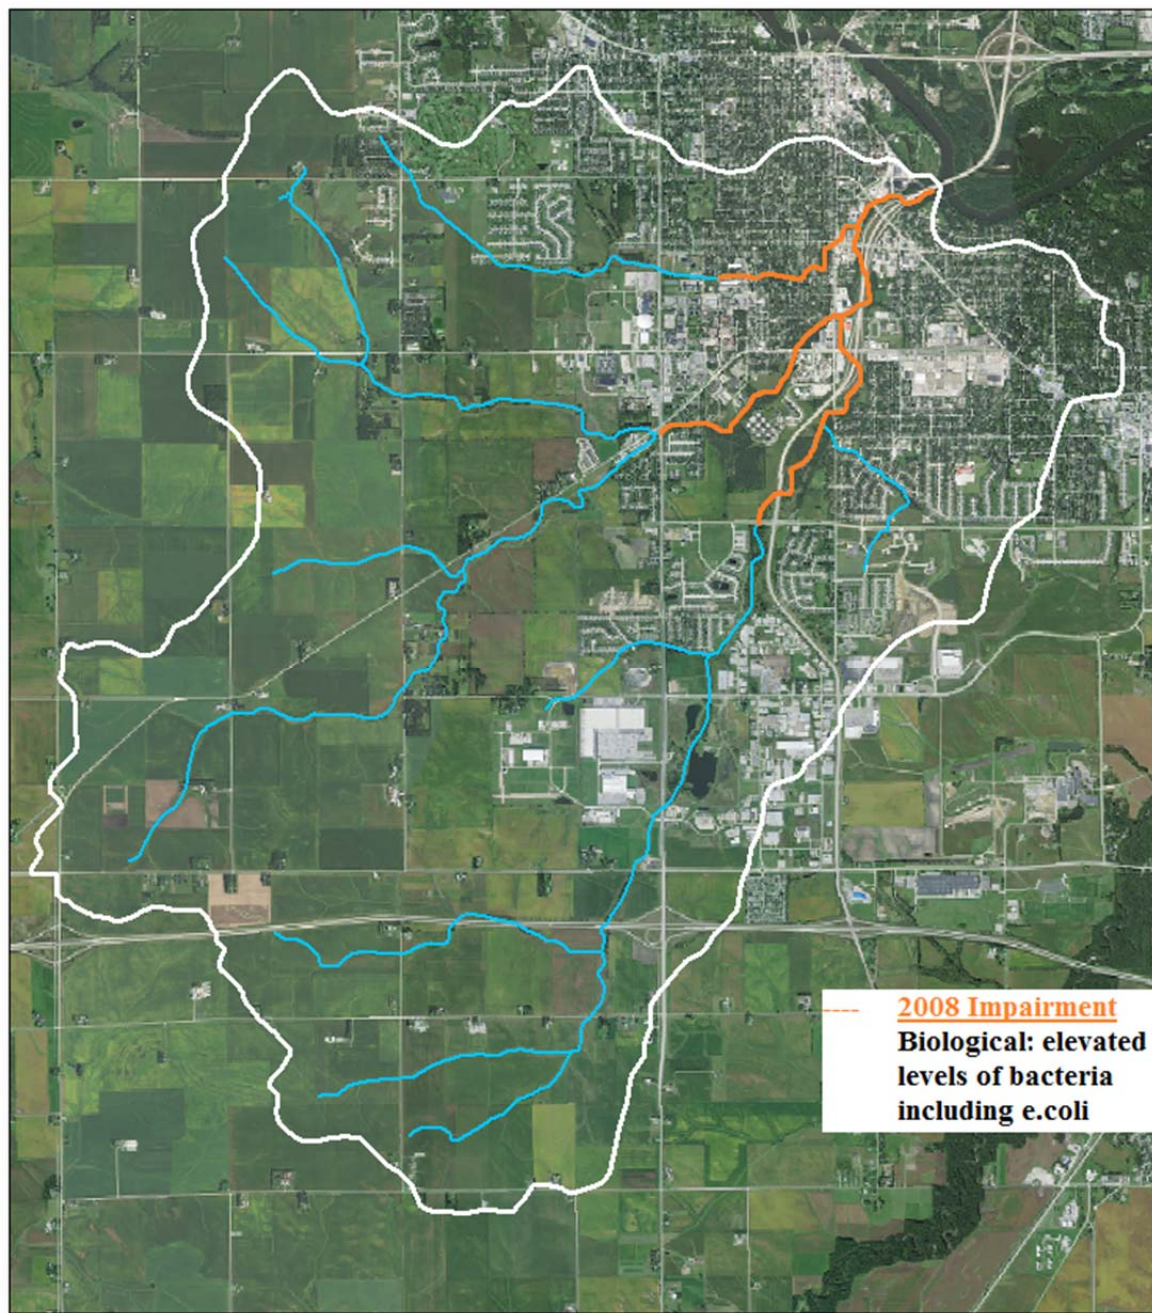 2008 Impairment
Biological: elevated
levels of bacteria
including e.coli